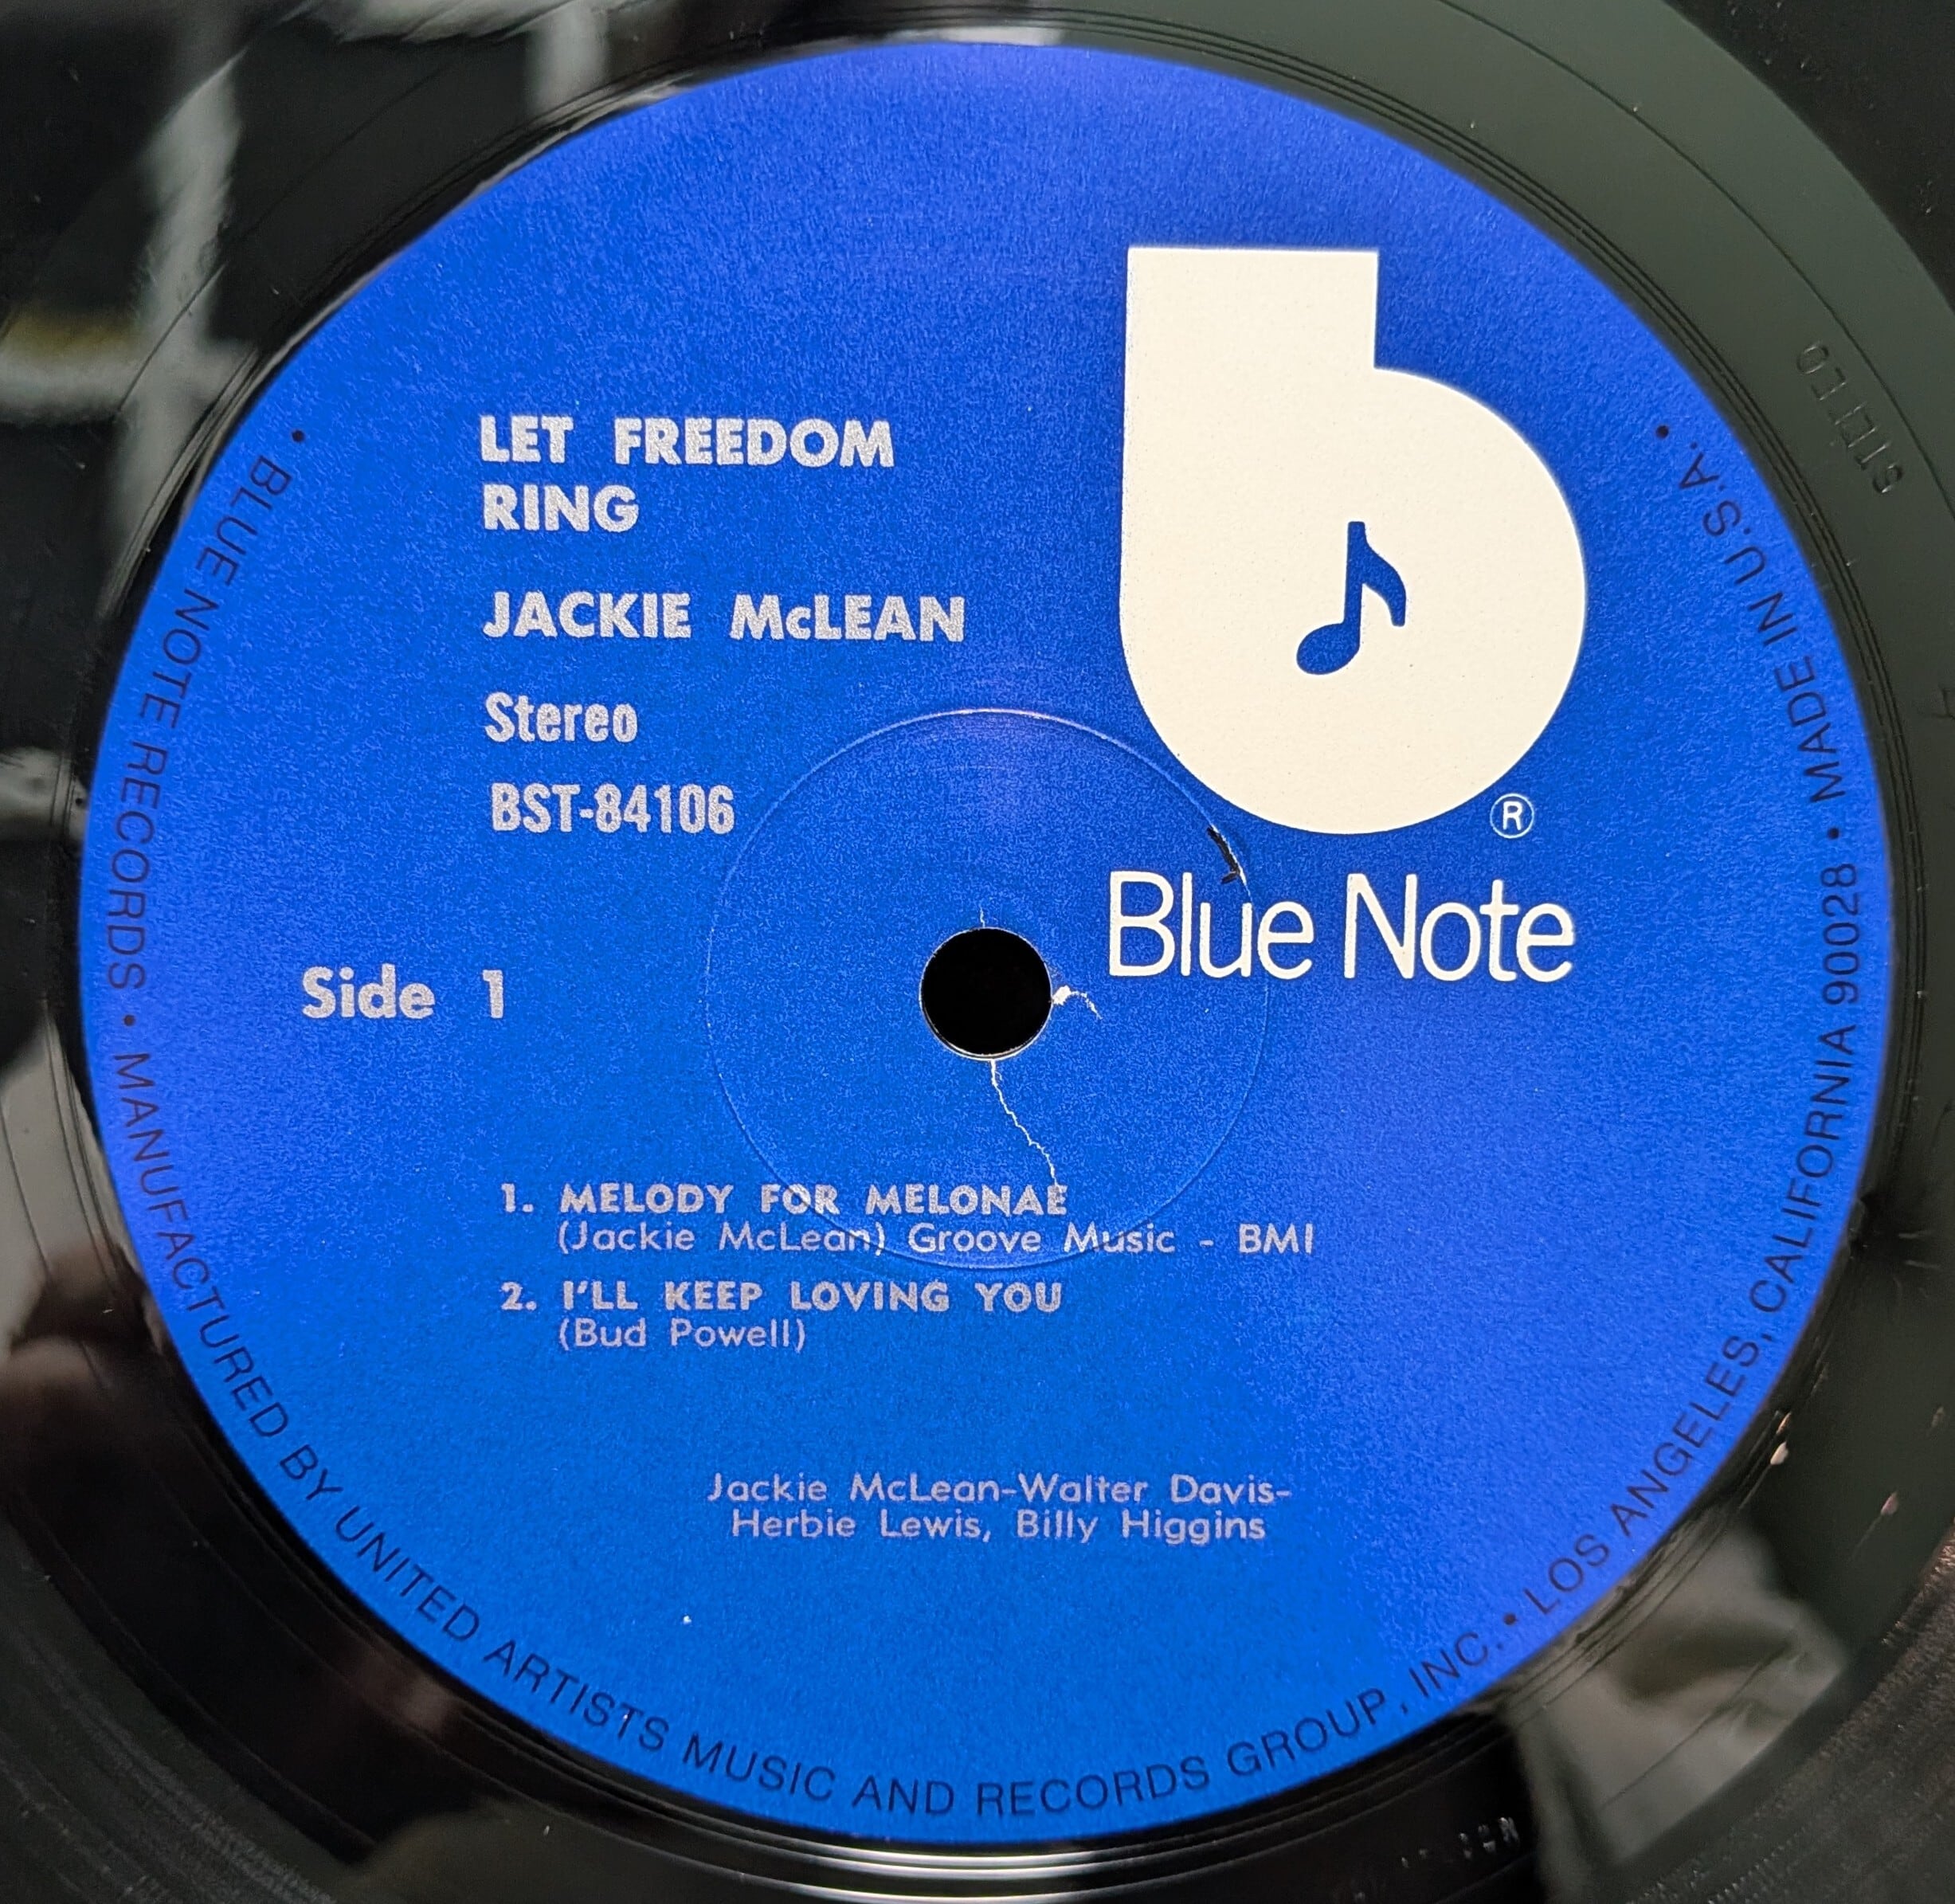 LET FREEDOM
RING
JACKIE McLEAN
Stereo
BST-84106
®
Blue Note
Side 1
1. MELODY FOR MELONAE
(Jackie McLean) Groove Music - BMI
2. I'LL KEEP LOVING YOU
(Bud Powell)
Jackie McLean-Walter Davis-
Herbie Lewis, Billy Higgins
• BLUE NOTE RECORDS • MANUFACTURED BY UNITED ARTISTS MUSIC AND RECORDS GROUP, INC. • LOS ANGELES, CALIFORNIA 90028 • MADE IN U.S.A. •
STEREO